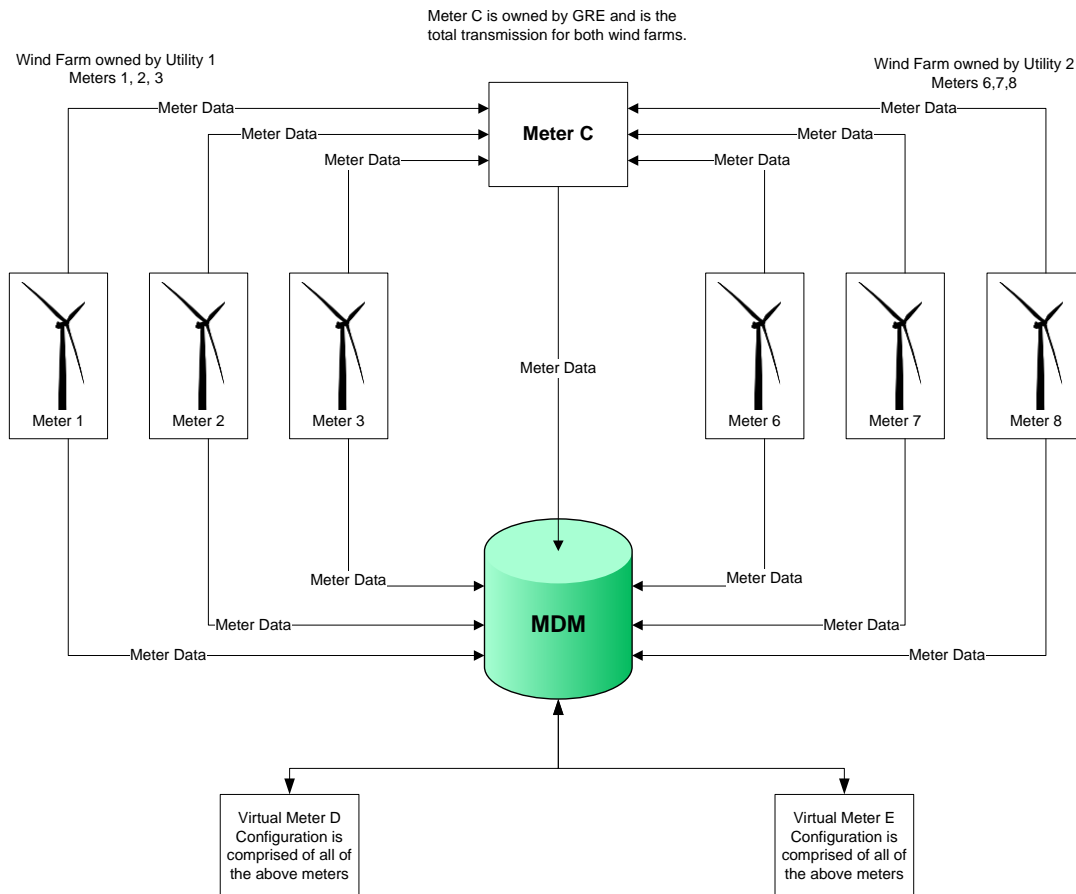 Meter C is owned by GRE and is the
total transmission for both wind farms.
Wind Farm owned by Utility 1
Meters 1, 2, 3
Wind Farm owned by Utility 2
Meters 6,7,8
Meter Data
Meter Data
Meter Data
Meter Data
Meter Data
Meter Data
Meter C
Meter Data
Meter 1
Meter 2
Meter 3
Meter 6
Meter 7
Meter 8
Meter Data
Meter Data
Meter Data
Meter Data
Meter Data
Meter Data
MDM
Virtual Meter D
Configuration is
comprised of all of
the above meters
Virtual Meter E
Configuration is
comprised of all of
the above meters